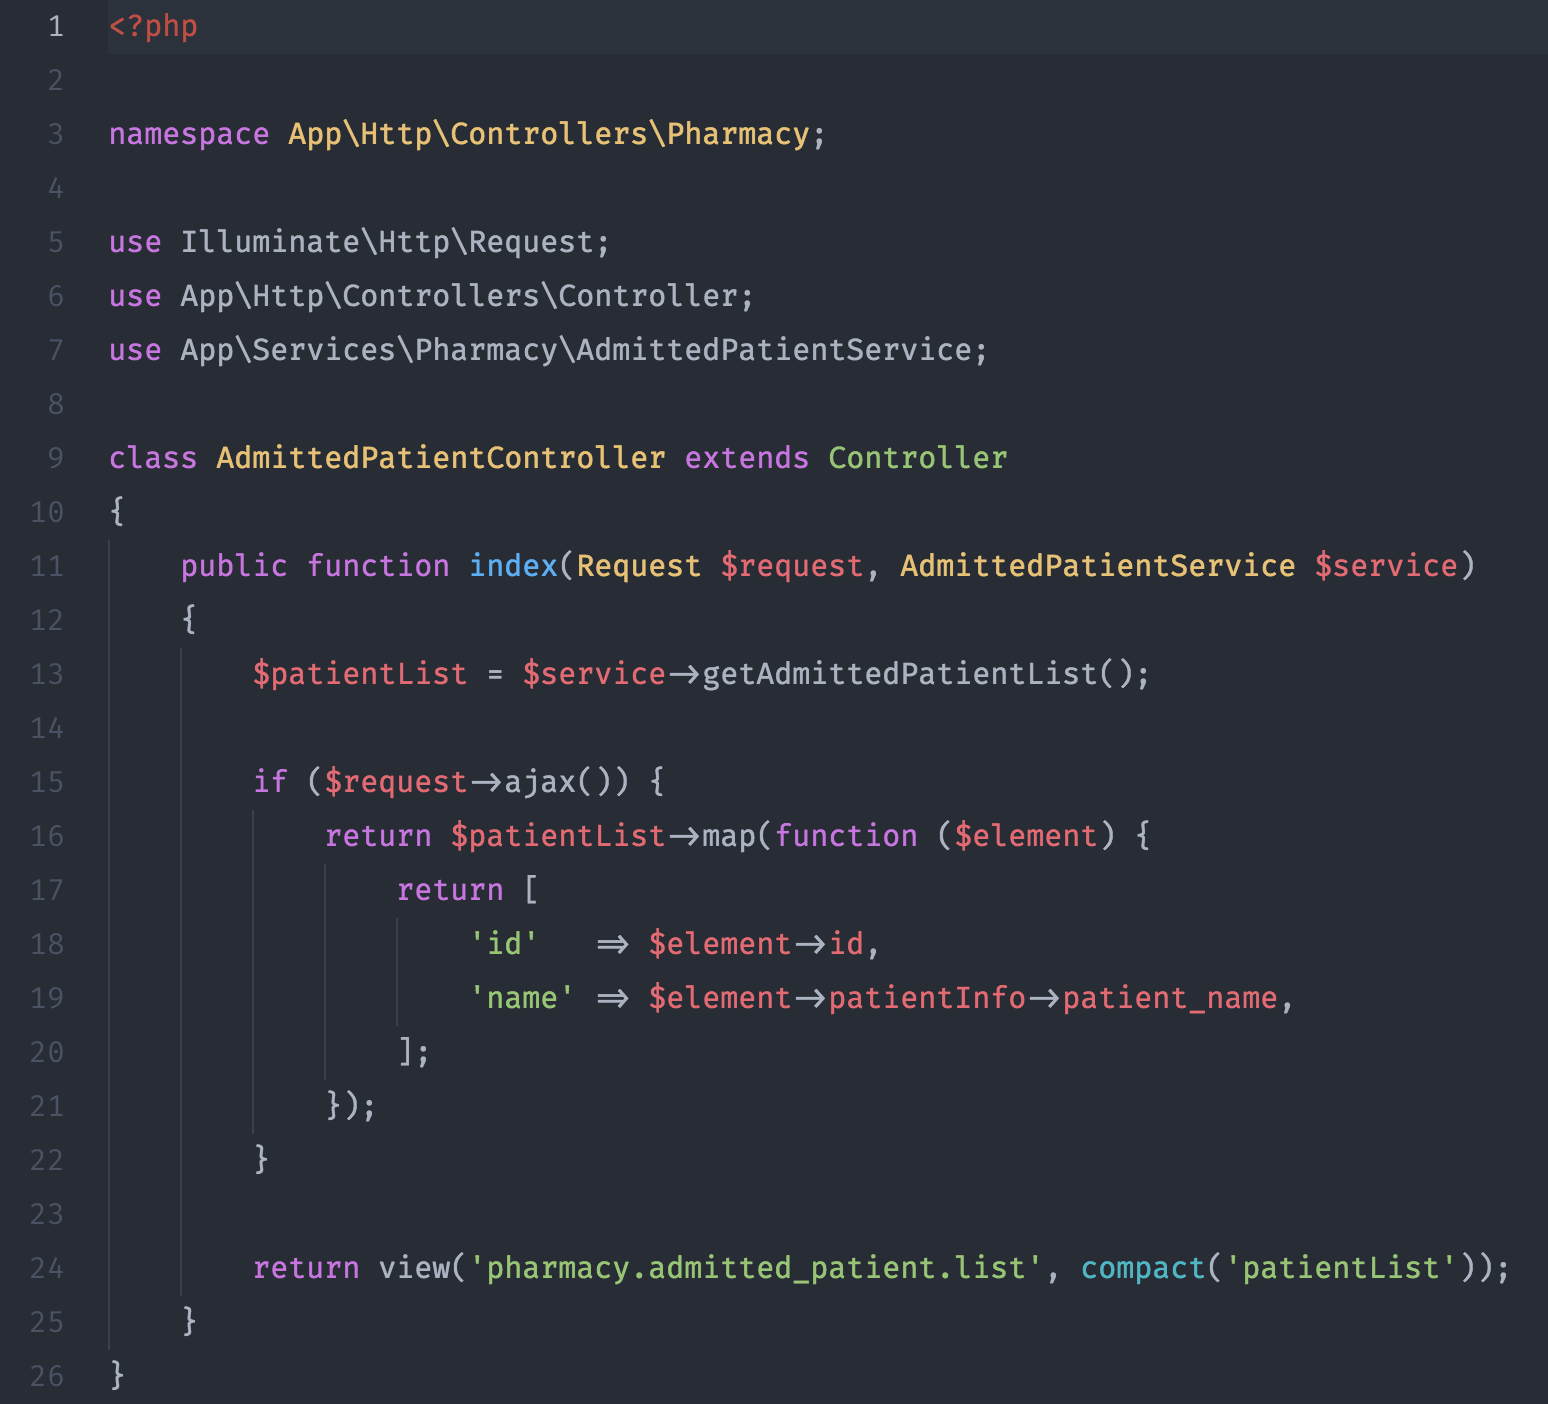 1 <?php
2
3 namespace App\Http\Controllers\Pharmacy;
4
5 use Illuminate\Http\Request;
6 use App\Http\Controllers\Controller;
7 use App\Services\Pharmacy\AdmittedPatientService;
8
9 class AdmittedPatientController extends Controller
10 {
11     public function index(Request $request, AdmittedPatientService $service)
12     {
13         $patientList = $service->getAdmittedPatientList();
14
15         if ($request->ajax()) {
16             return $patientList->map(function ($element) {
17                 return [
18                     'id'   => $element->id,
19                     'name' => $element->patientInfo->patient_name,
20                 ];
21             });
22         }
23
24         return view('pharmacy.admitted_patient.list', compact('patientList'));
25     }
26 }